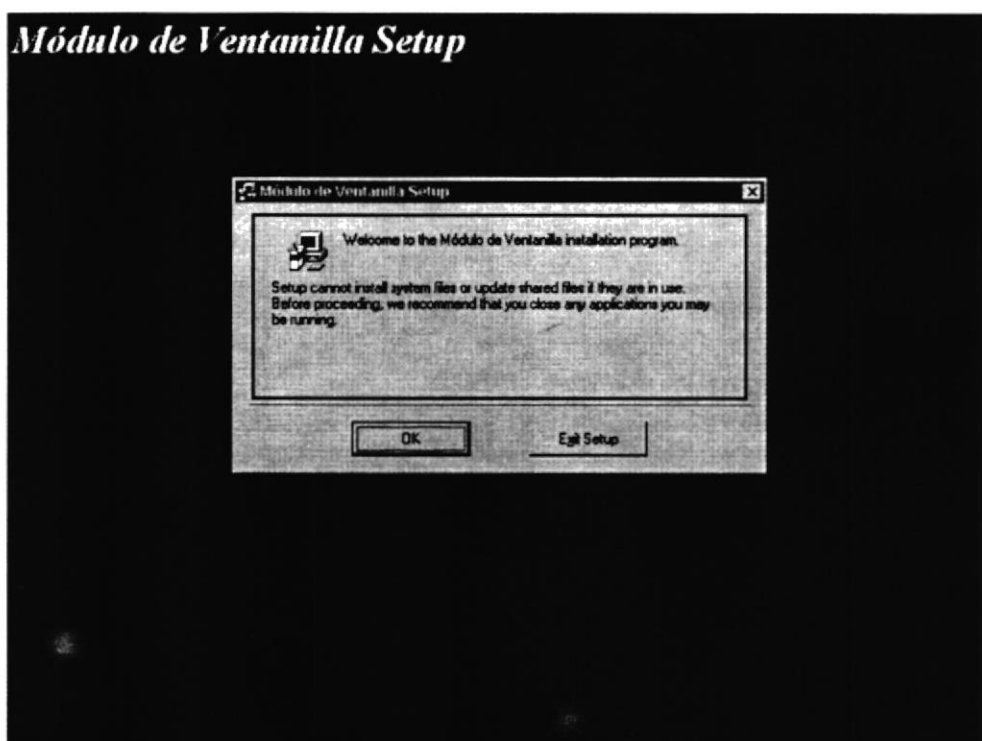 Módulo de Ventanilla Setup
Módulo de Ventanilla Setup
Welcome to the Módulo de Ventanilla installation program.
Setup cannot install system files or update shared files if they are in use.
Before proceeding, we recommend that you close any applications you may
be running.
OK
Exit Setup